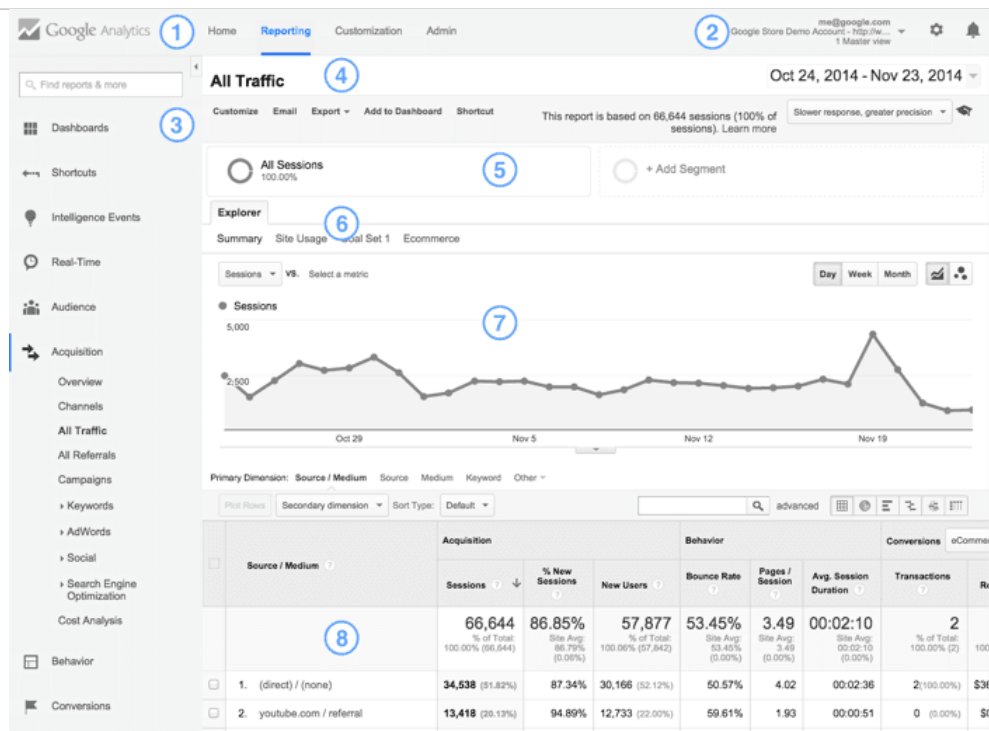 Google Analytics
1
Home Reporting Customization Admin
2
me@google.com
Google Store Demo Account - http://w...
1 Master view
Find reports & more
3
Dashboards
Shortcuts
Intelligence Events
Real-Time
Audience
Acquisition
Overview
Channels
All Traffic
All Referrals
Campaigns
Keywords
AdWords
Social
Search Engine
Optimization
Cost Analysis
Behavior
Conversions
All Traffic
4
Oct 24, 2014 - Nov 23, 2014
Customize Email Export Add to Dashboard Shortcut
This report is based on 66,644 sessions (100% of
sessions). Learn more
Slower response, greater precision
All Sessions
100.00%
5
+ Add Segment
Explorer
6
Summary Site Usage Goal Set 1 Ecommerce
Sessions VS. Select a metric
Day Week Month
Sessions
7
5,000
2,500
Oct 29 Nov 5 Nov 12 Nov 19
Primary Dimension: Source / Medium Source Medium Keyword Other
Plot Rows Secondary dimension Sort Type: Default advanced
Acquisition Behavior Conversions eComme
Source / Medium
Sessions
% New
Sessions
New Users
Bounce Rate
Pages /
Session
Avg. Session
Duration
Transactions
Re
8
66,644
% of Total:
100.00% (66,644)
86.85%
Site Avg:
86.79%
(0.06%)
57,877
% of Total:
100.06% (57,842)
53.45%
Site Avg:
53.45%
(0.00%)
3.49
Site Avg:
3.49
(0.00%)
00:02:10
Site Avg:
00:02:10
(0.00%)
2
% of Total:
100.00% (2)
100
1. (direct) / (none) 34,538 (51.82%) 87.34% 30,166 (52.12%) 50.57% 4.02 00:02:36 2(100.00%) $36
2. youtube.com / referral 13,418 (20.13%) 94.89% 12,733 (22.00%) 59.61% 1.93 00:00:51 0 (0.00%)